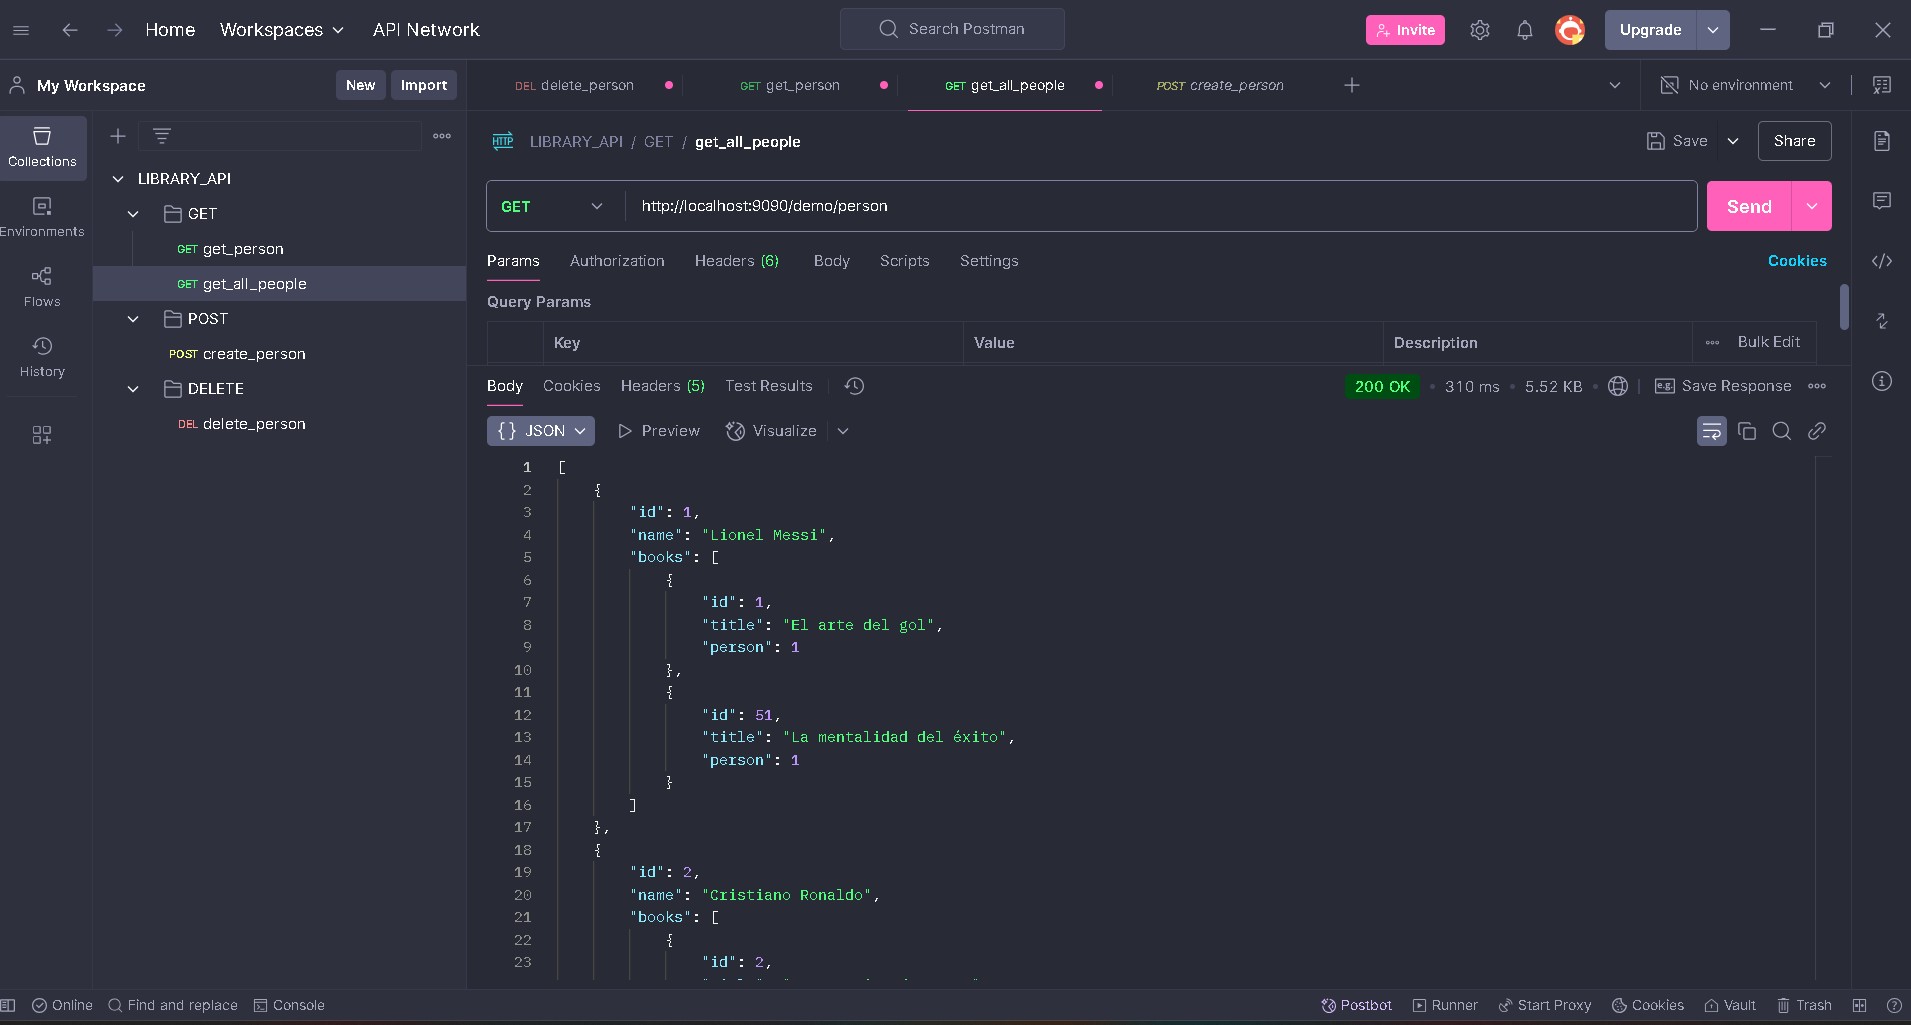 Home Workspaces API Network Search Postman Invite Upgrade
My Workspace New Import DEL delete_person GET get_person GET get_all_people POST create_person No environment
Collections
Environments
Flows
History
LIBRARY_API
GET
GET get_person
GET get_all_people
POST
POST create_person
DELETE
DEL delete_person
HTTP LIBRARY_API / GET / get_all_people Save Share
GET http://localhost:9090/demo/person Send
Params Authorization Headers (6) Body Scripts Settings Cookies
Query Params
Key Value Description Bulk Edit
Body Cookies Headers (5) Test Results 200 OK • 310 ms • 5.52 KB • e.g. Save Response
{} JSON Preview Visualize
1 [
2 {
3 "id": 1,
4 "name": "Lionel Messi",
5 "books": [
6 {
7 "id": 1,
8 "title": "El arte del gol",
9 "person": 1
10 },
11 {
12 "id": 51,
13 "title": "La mentalidad del éxito",
14 "person": 1
15 }
16 ]
17 },
18 {
19 "id": 2,
20 "name": "Cristiano Ronaldo",
21 "books": [
22 {
23 "id": 2,
Online Find and replace Console Postbot Runner Start Proxy Cookies Vault Trash